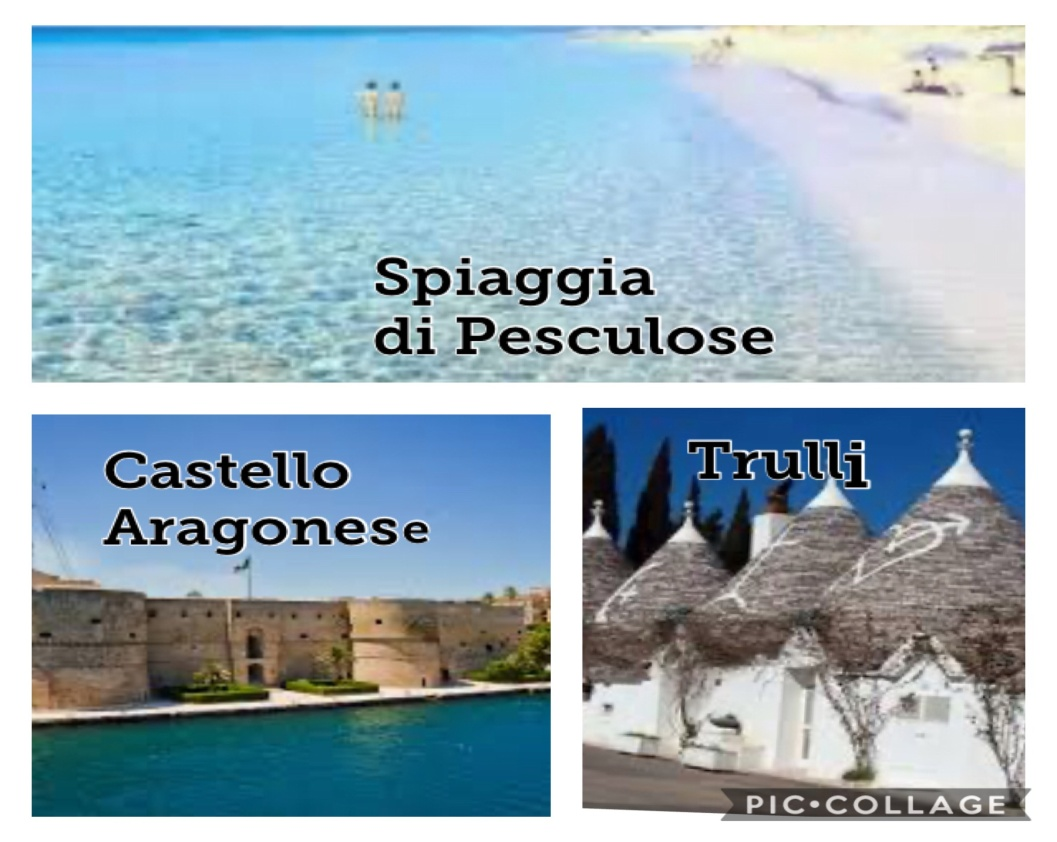 Spiaggia
di Pesculose
Castello
Aragonese
Trulli
PIC•COLLAGE